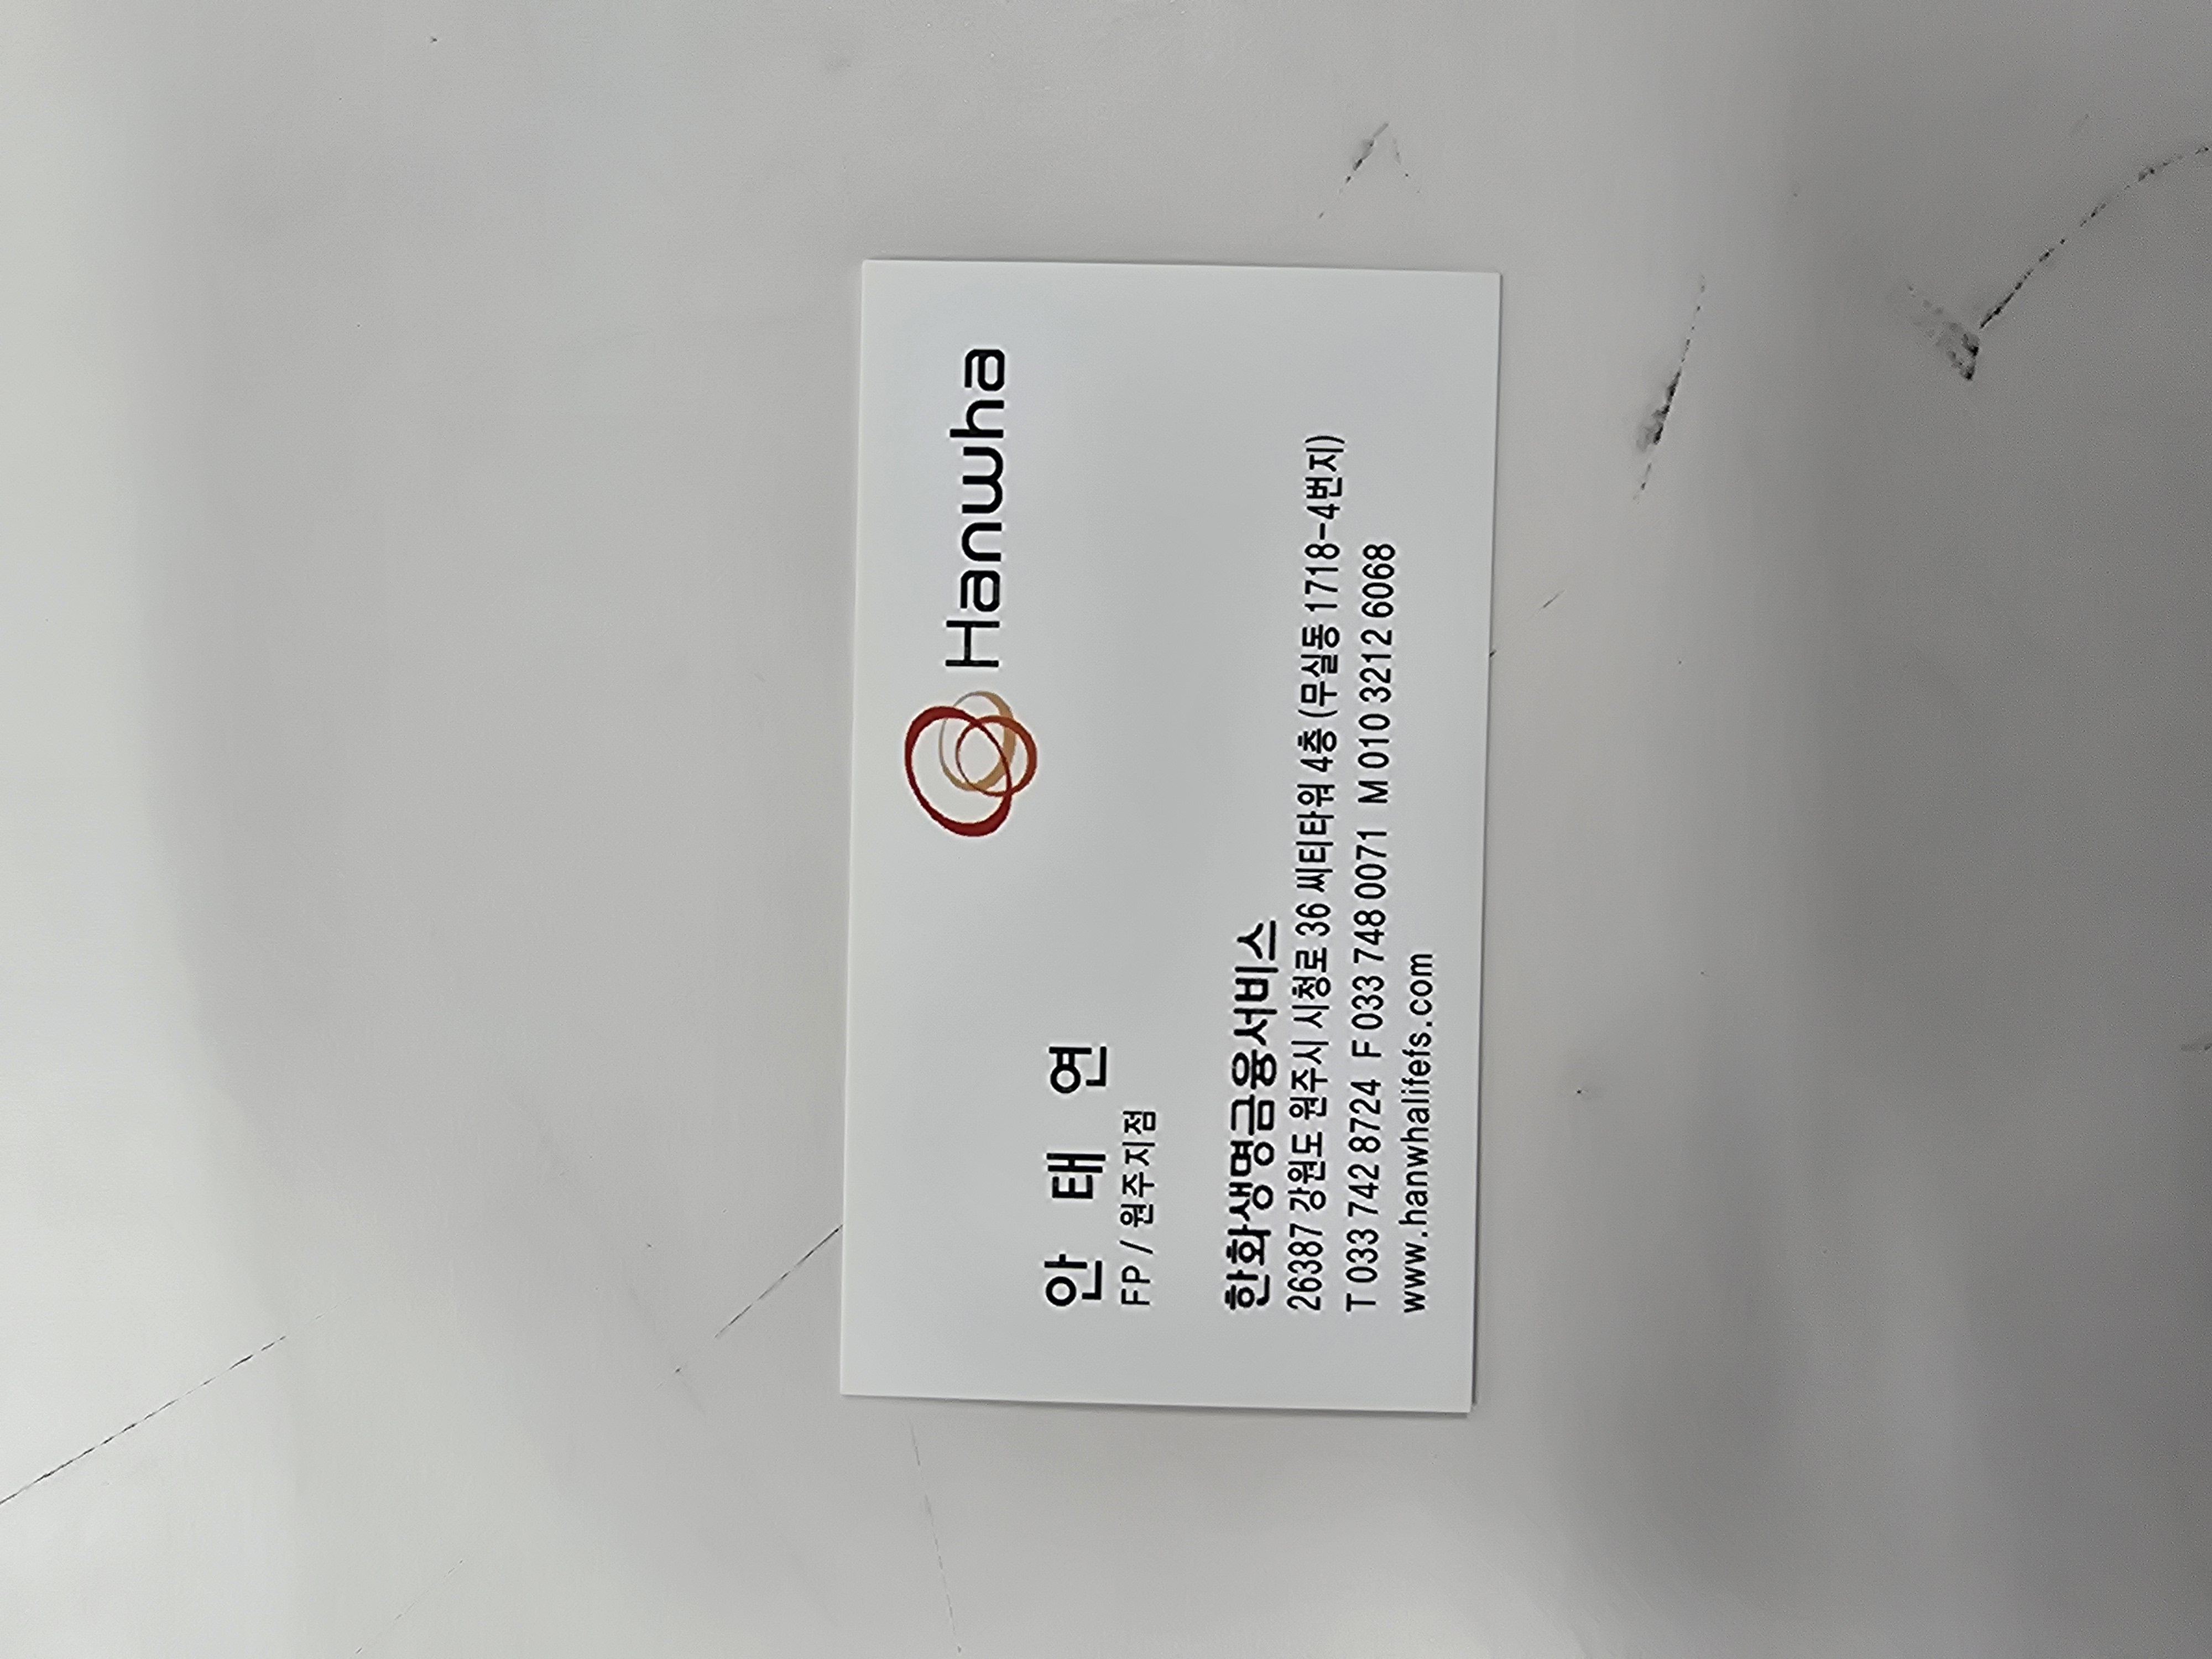 Hanwha
안 태 연
FP / 원주지점
한화생명금융서비스
26387 강원도 원주시 시청로 36 씨티타워 4층 (무실동 1718-4번지)
T 033 742 8724 F 033 748 0071 M 010 3212 6068
www.hanwhalifefs.com